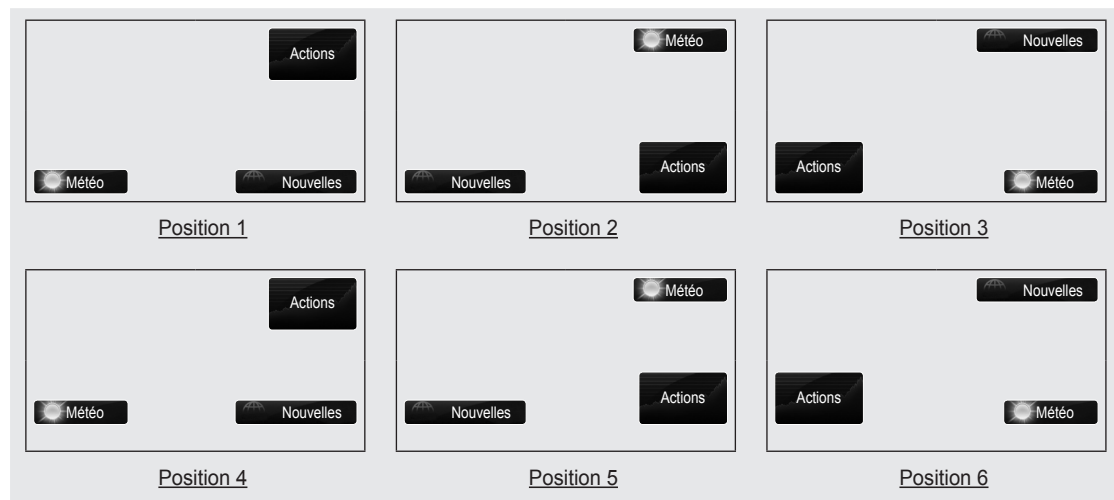 Actions
Météo
Nouvelles
Position 1
Météo
Actions
Nouvelles
Position 2
Nouvelles
Actions
Météo
Position 3
Actions
Météo
Nouvelles
Position 4
Météo
Actions
Nouvelles
Position 5
Nouvelles
Actions
Météo
Position 6